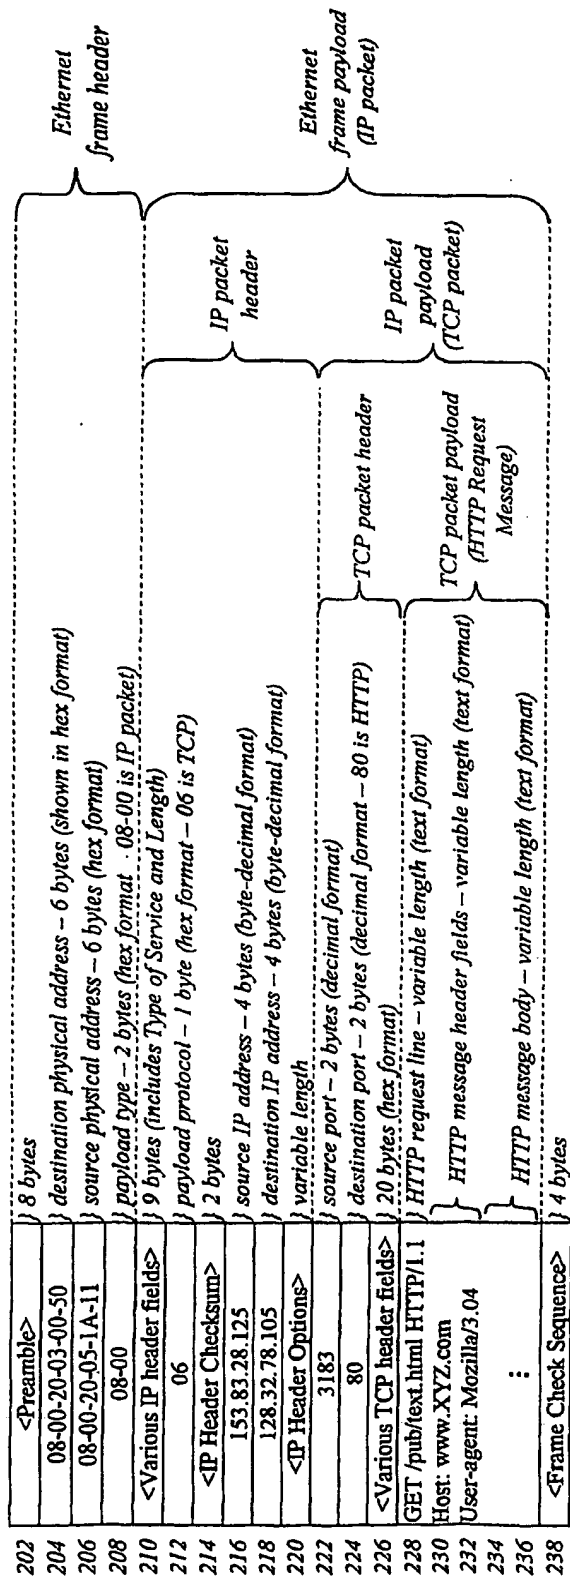 202 <Preamble> } 8 bytes
204 08-00-20-03-00-50 } destination physical address – 6 bytes (shown in hex format)
206 08-00-20-05-1A-11 } source physical address – 6 bytes (hex format)
208 08-00 } payload type – 2 bytes (hex format - 08-00 is IP packet)
Ethernet
frame header
210 <Various IP header fields> } 9 bytes (includes Type of Service and Length)
212 06 } payload protocol – 1 byte (hex format – 06 is TCP)
214 <IP Header Checksum> } 2 bytes
216 153.83.28.125 } source IP address – 4 bytes (byte-decimal format)
218 128.32.78.105 } destination IP address – 4 bytes (byte-decimal format)
220 <IP Header Options> } variable length
IP packet
header
222 3183 } source port – 2 bytes (decimal format)
224 80 } destination port – 2 bytes (decimal format – 80 is HTTP)
226 <Various TCP header fields> } 20 bytes (hex format)
TCP packet header
228 GET /pub/text.html HTTP/1.1 } HTTP request line – variable length (text format)
230 Host: www.XYZ.com
232 User-agent: Mozilla/3.04
HTTP message header fields – variable length (text format)
234
236 ⋮
HTTP message body – variable length (text format)
TCP packet payload
(HTTP Request
Message)
IP packet
payload
(TCP packet)
Ethernet
frame payload
(IP packet)
238 <Frame Check Sequence> } 4 bytes